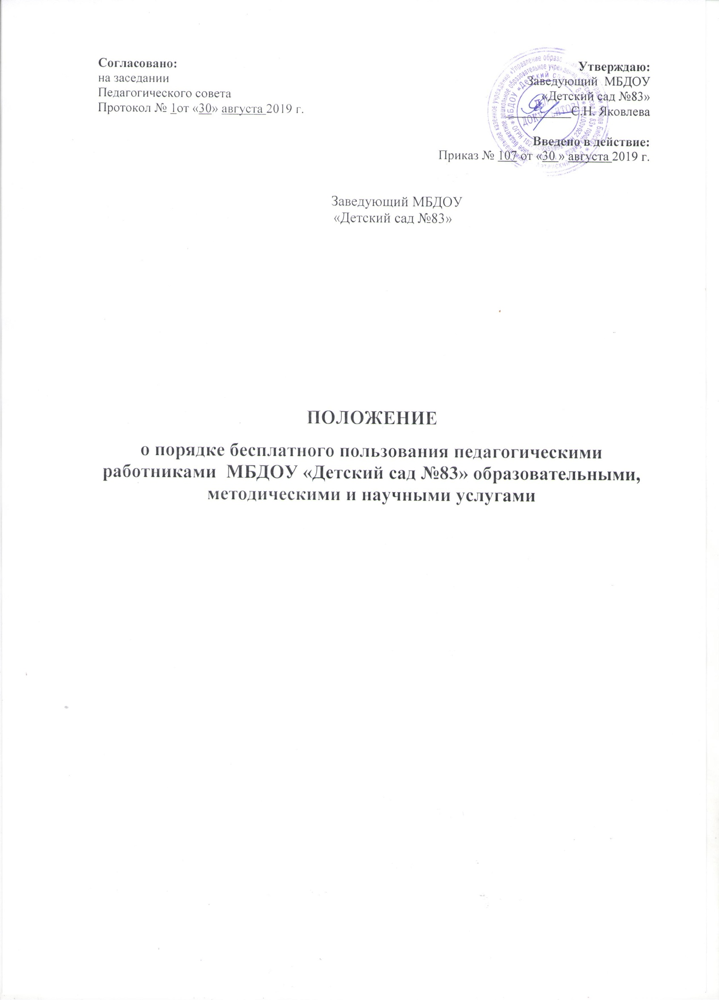 Согласовано:
на заседании
Педагогического совета
Протокол № 1от «30» августа 2019 г.
Утверждаю:
Заведующий  МБДОУ
«Детский сад №83»
__________С.Н. Яковлева
Введено в действие:
Приказ № 107 от «30 » августа 2019 г.
Заведующий МБДОУ
«Детский сад №83»
ПОЛОЖЕНИЕ
о порядке бесплатного пользования педагогическими
работниками  МБДОУ «Детский сад №83» образовательными,
методическими и научными услугами